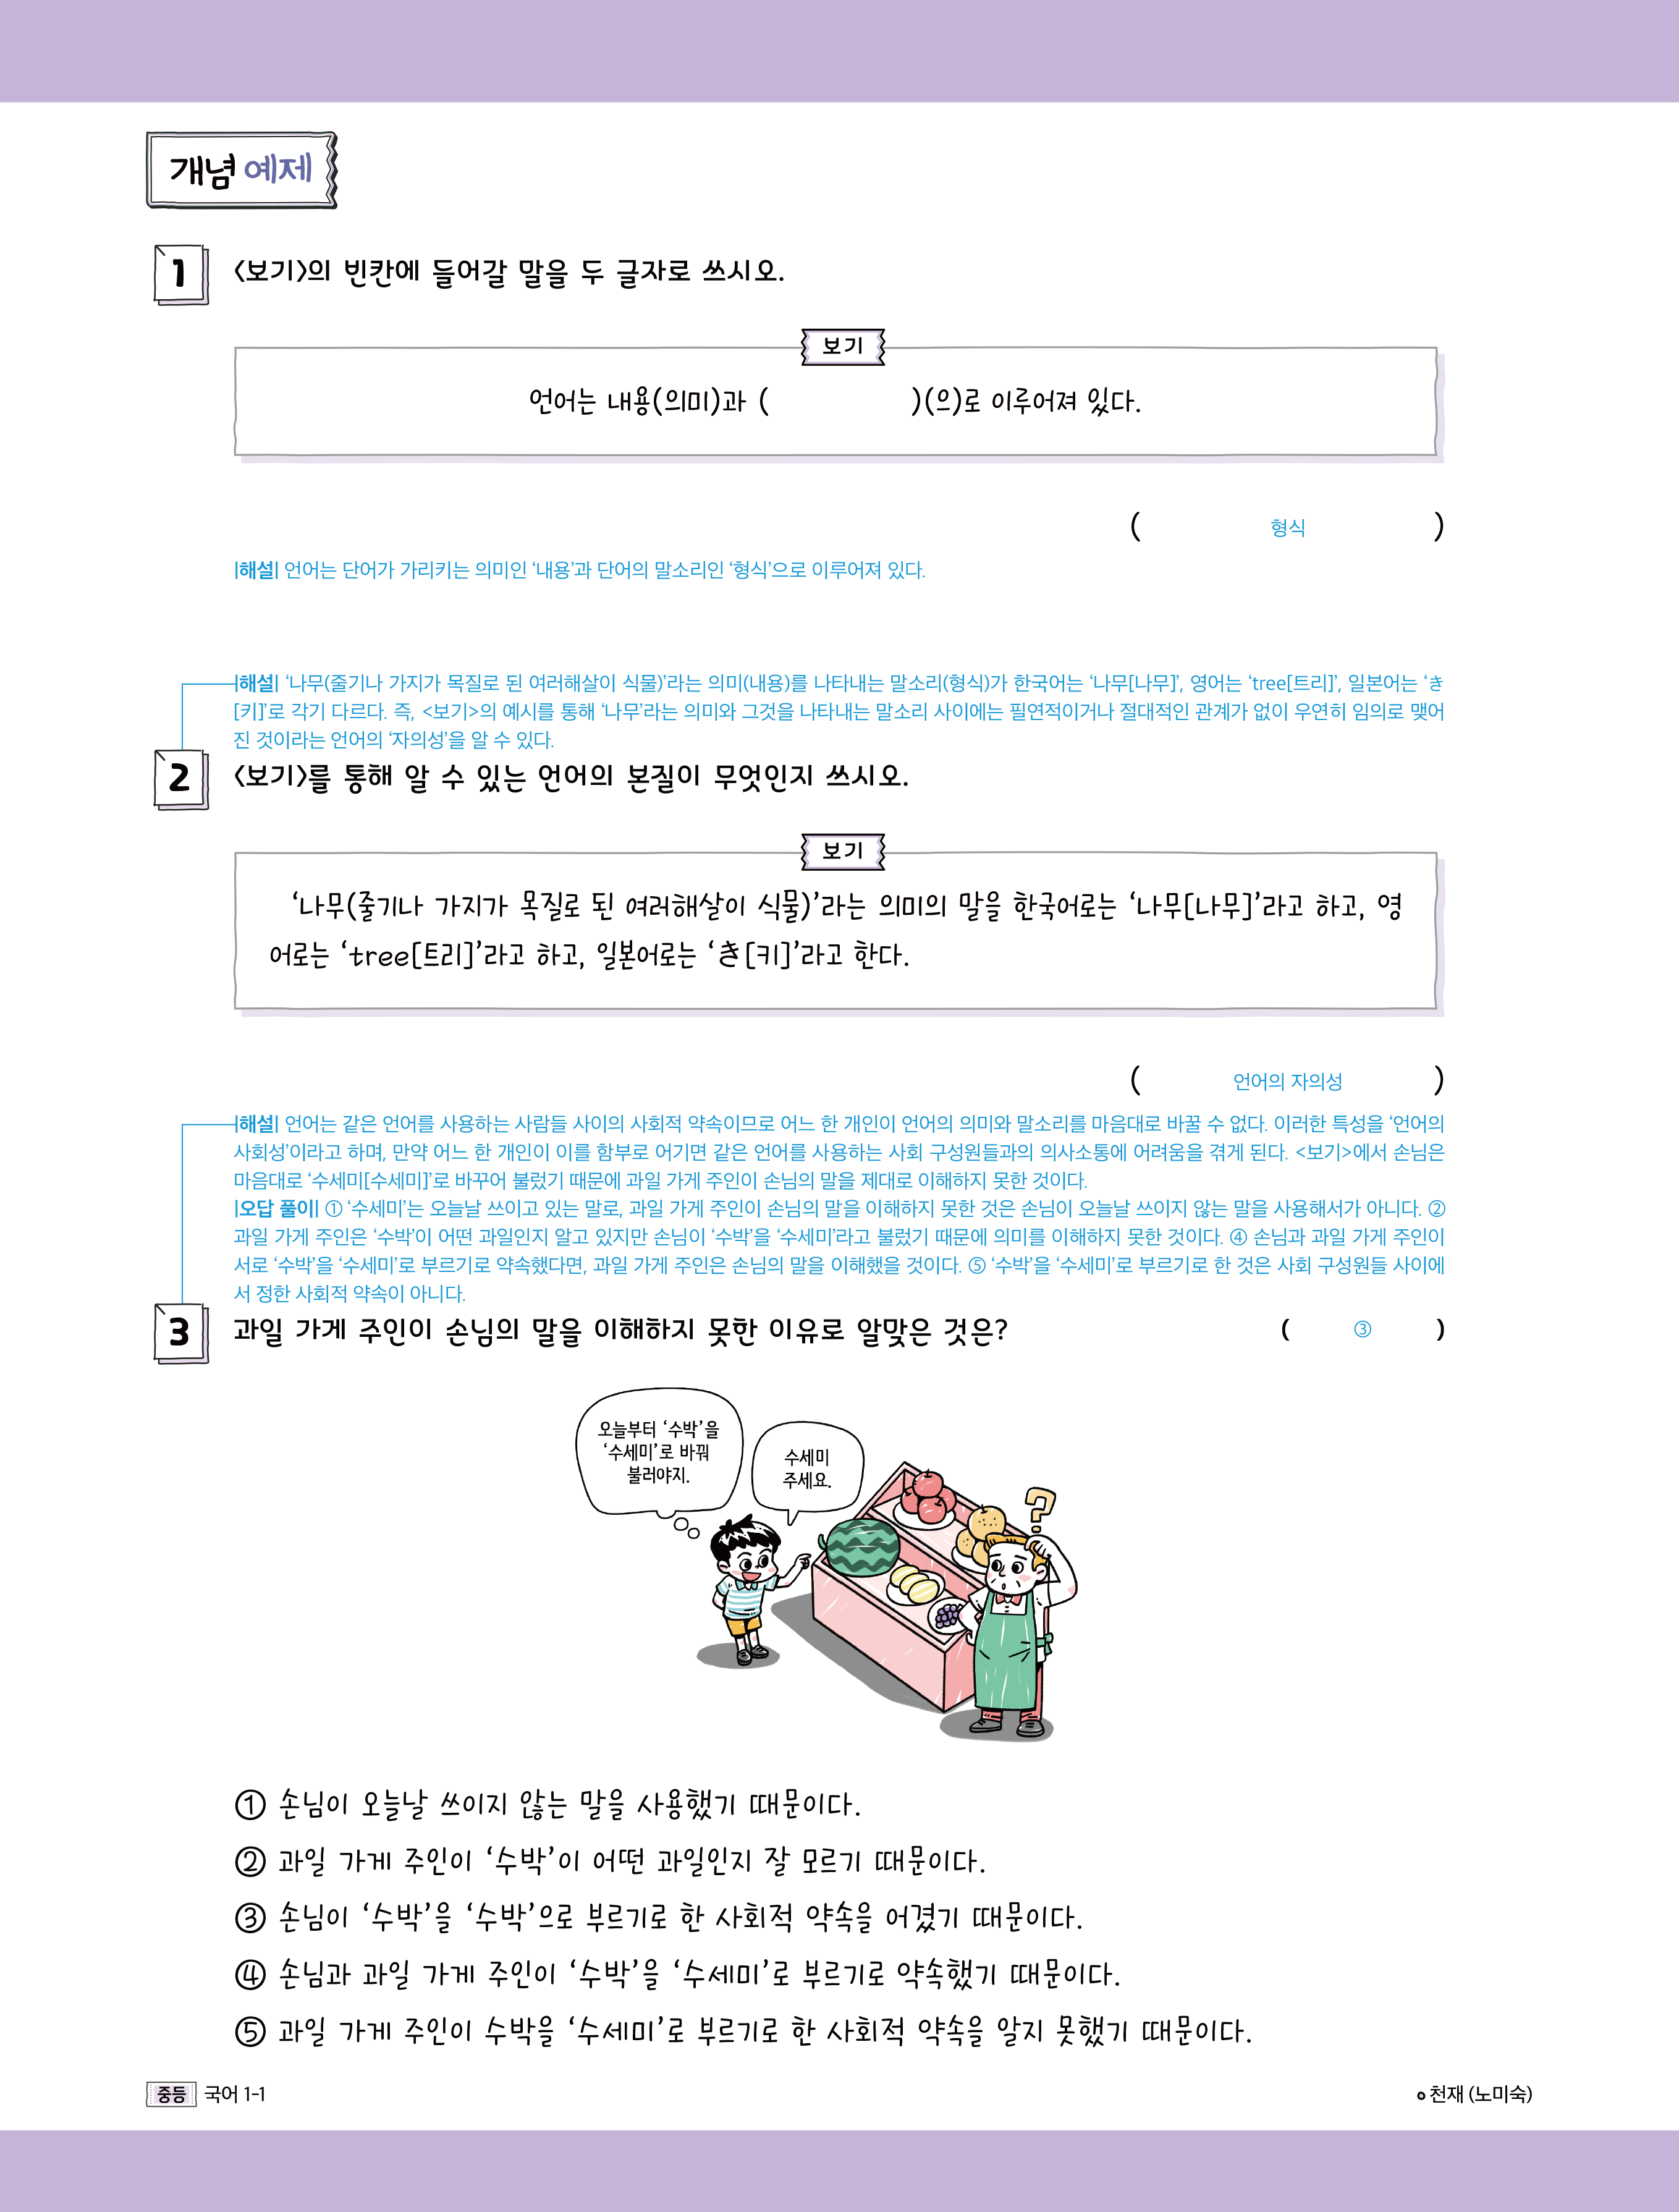 개념 예제
1 <보기>의 빈칸에 들어갈 말을 두 글자로 쓰시오.
보기
언어는 내용(의미)과 (        )(으)로 이루어져 있다.
( 형식 )
|해설| 언어는 단어가 가리키는 의미인 ‘내용’과 단어의 말소리인 ‘형식’으로 이루어져 있다.
|해설| ‘나무(줄기나 가지가 목질로 된 여러해살이 식물)’라는 의미(내용)를 나타내는 말소리(형식)가 한국어는 ‘나무[나무]’, 영어는 ‘tree[트리]’, 일본어는 ‘き
[키]’로 각기 다르다. 즉, <보기>의 예시를 통해 ‘나무’라는 의미와 그것을 나타내는 말소리 사이에는 필연적이거나 절대적인 관계가 없이 우연히 임의로 맺어
진 것이라는 언어의 ‘자의성’을 알 수 있다.
2 <보기>를 통해 알 수 있는 언어의 본질이 무엇인지 쓰시오.
보기
‘나무(줄기나 가지가 목질로 된 여러해살이 식물)’라는 의미의 말을 한국어로는 ‘나무[나무]’라고 하고, 영
어로는 ‘tree[트리]’라고 하고, 일본어로는 ‘き[키]’라고 한다.
( 언어의 자의성 )
|해설| 언어는 같은 언어를 사용하는 사람들 사이의 사회적 약속이므로 어느 한 개인이 언어의 의미와 말소리를 마음대로 바꿀 수 없다. 이러한 특성을 ‘언어의
사회성’이라고 하며, 만약 어느 한 개인이 이를 함부로 어기면 같은 언어를 사용하는 사회 구성원들과의 의사소통에 어려움을 겪게 된다. <보기>에서 손님은
마음대로 ‘수세미[수세미]’로 바꾸어 불렀기 때문에 과일 가게 주인이 손님의 말을 제대로 이해하지 못한 것이다.
|오답 풀이| ① ‘수세미’는 오늘날 쓰이고 있는 말로, 과일 가게 주인이 손님의 말을 이해하지 못한 것은 손님이 오늘날 쓰이지 않는 말을 사용해서가 아니다. ②
과일 가게 주인은 ‘수박’이 어떤 과일인지 알고 있지만 손님이 ‘수박’을 ‘수세미’라고 불렀기 때문에 의미를 이해하지 못한 것이다. ④ 손님과 과일 가게 주인이
서로 ‘수박’을 ‘수세미’로 부르기로 약속했다면, 과일 가게 주인은 손님의 말을 이해했을 것이다. ⑤ ‘수박’을 ‘수세미’로 부르기로 한 것은 사회 구성원들 사이에
서 정한 사회적 약속이 아니다.
3 과일 가게 주인이 손님의 말을 이해하지 못한 이유로 알맞은 것은? ( ③ )
오늘부터 ‘수박’을
‘수세미’로 바꿔
불러야지.
수세미
주세요.
?
① 손님이 오늘날 쓰이지 않는 말을 사용했기 때문이다.
② 과일 가게 주인이 ‘수박’이 어떤 과일인지 잘 모르기 때문이다.
③ 손님이 ‘수박’을 ‘수박’으로 부르기로 한 사회적 약속을 어겼기 때문이다.
④ 손님과 과일 가게 주인이 ‘수박’을 ‘수세미’로 부르기로 약속했기 때문이다.
⑤ 과일 가게 주인이 수박을 ‘수세미’로 부르기로 한 사회적 약속을 알지 못했기 때문이다.
중등 국어 1-1
천재 (노미숙)